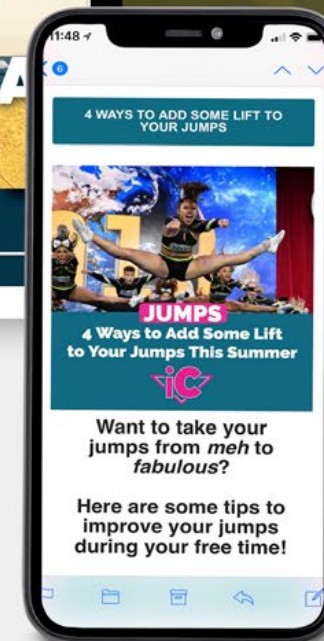 11:48
6
4 WAYS TO ADD SOME LIFT TO
YOUR JUMPS
JUMPS
4 Ways to Add Some Lift
to Your Jumps This Summer
iC
Want to take your
jumps from meh to
fabulous?
Here are some tips to
improve your jumps
during your free time!